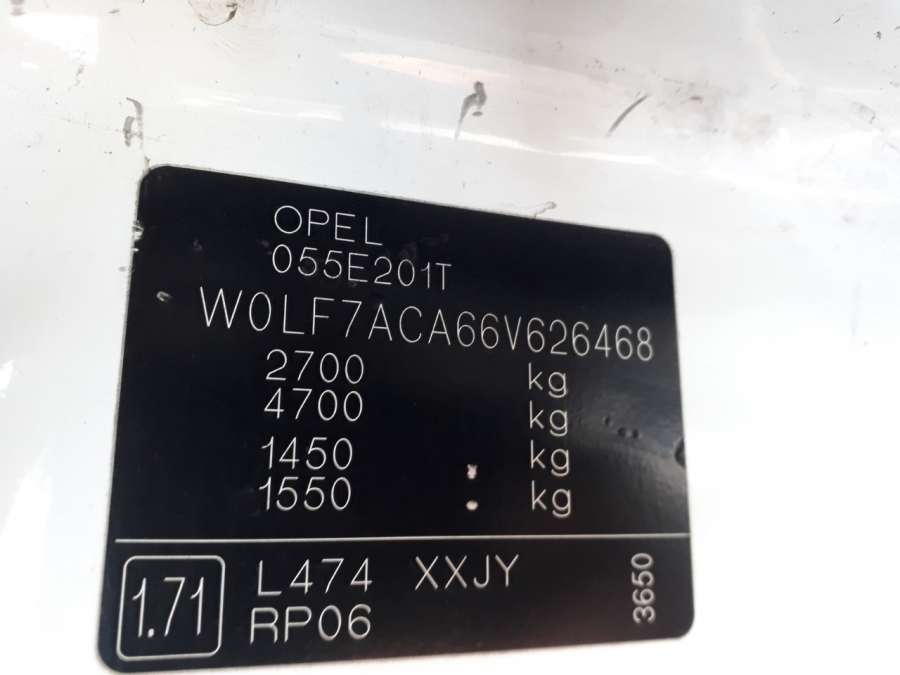 OPEL
055E201T
W0LF7ACA66V626468
2700 kg
4700 kg
1450 kg
1550 kg
1.71
L474 XXJY
RP06
3650